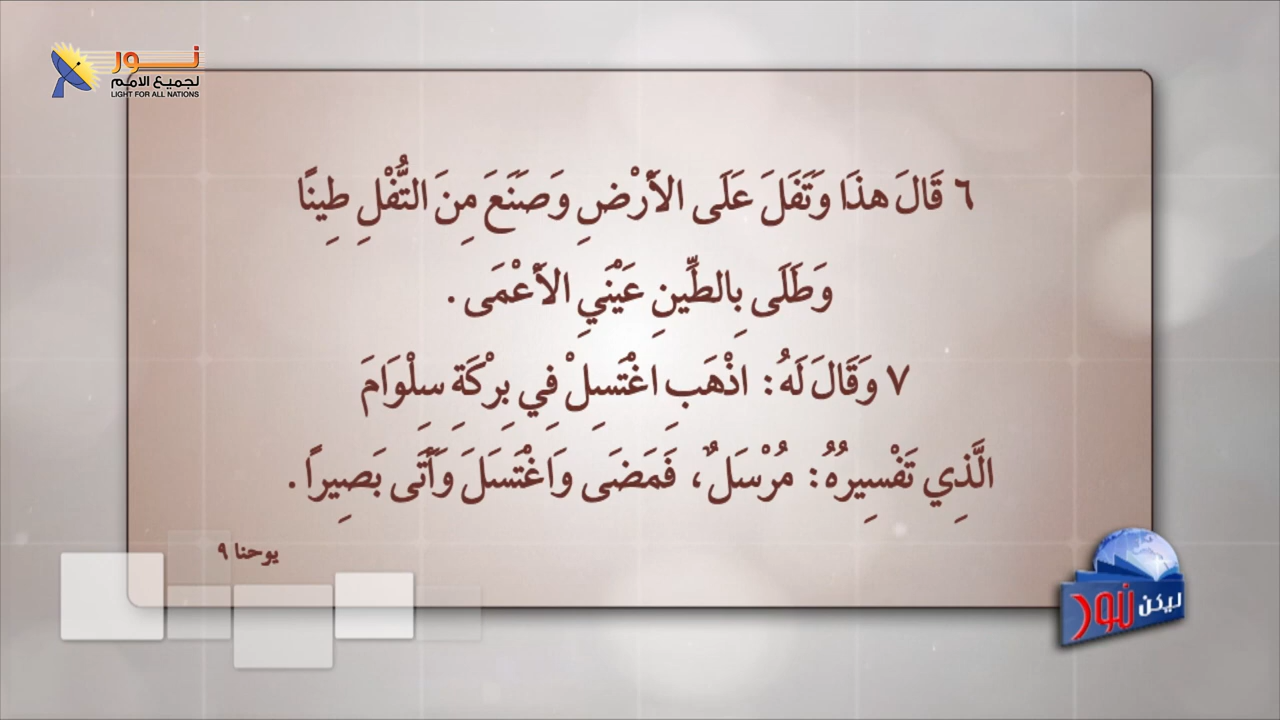 نور
لجميع الامم
LIGHT FOR ALL NATIONS
٦ قَالَ هذَا وَتَفَلَ عَلَى الأَرْضِ وَصَنَعَ مِنَ التُّفْلِ طِينًا
وَطَلَى بِالطِّينِ عَيْنَيِ الأَعْمَى .
٧ وَقَالَ لَهُ: اذْهَبِ اغْتَسِلْ فِي بِرْكَةِ سِلْوَامَ
الَّذِي تَفْسِيرُهُ: مُرْسَلٌ، فَمَضَى وَاغْتَسَلَ وَأَتَى بَصِيراً .
يوحنا ٩
ليكن نور